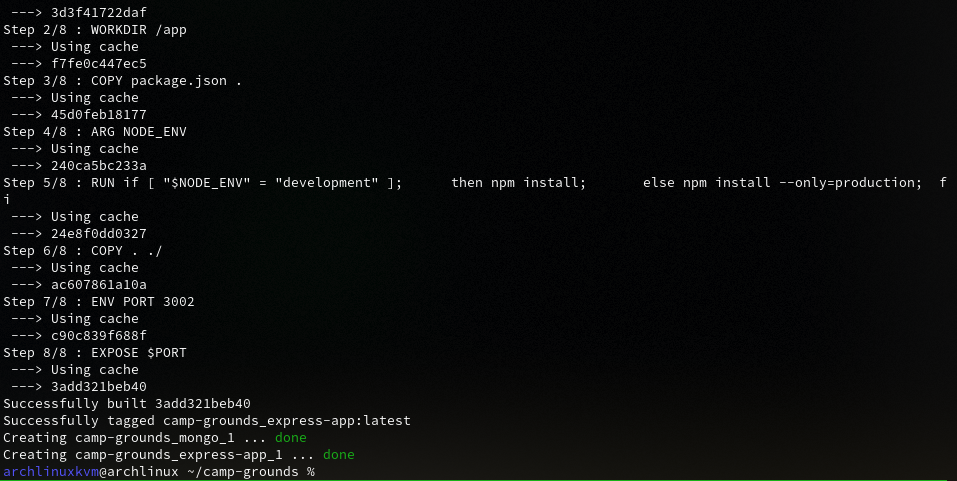 ---> 3d3f41722daf
Step 2/8 : WORKDIR /app
 ---> Using cache
 ---> f7fe0c447ec5
Step 3/8 : COPY package.json .
 ---> Using cache
 ---> 45d0feb18177
Step 4/8 : ARG NODE_ENV
 ---> Using cache
 ---> 240ca5bc233a
Step 5/8 : RUN if [ "$NODE_ENV" = "development" ];      then npm install;       else npm install --only=production;  f
i
 ---> Using cache
 ---> 24e8f0dd0327
Step 6/8 : COPY . ./
 ---> Using cache
 ---> ac607861a10a
Step 7/8 : ENV PORT 3002
 ---> Using cache
 ---> c90c839f688f
Step 8/8 : EXPOSE $PORT
 ---> Using cache
 ---> 3add321beb40
Successfully built 3add321beb40
Successfully tagged camp-grounds_express-app:latest
Creating camp-grounds_mongo_1 ... done
Creating camp-grounds_express-app_1 ... done
archlinuxkvm@archlinux ~/camp-grounds %